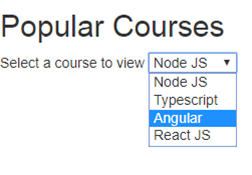 Popular Courses
Select a course to view Node JS
Node JS
Typescript
Angular
React JS